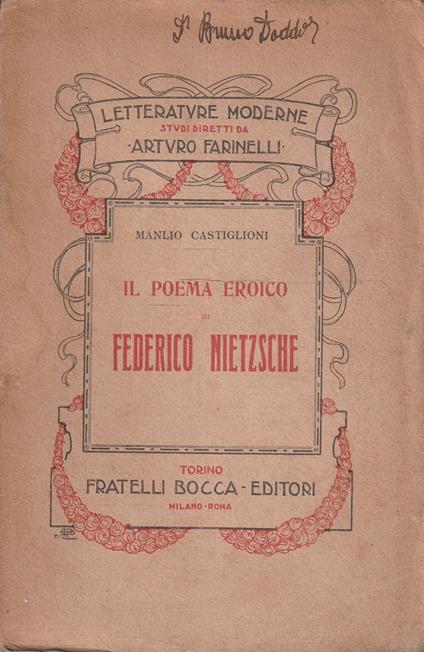 Bruno
LETTERATVRE MODERNE
STVDI DIRETTI DA
·ARTVRO FARINELLI·
MANLIO CASTIGLIONI
IL POEMA EROICO
DI
FEDERICO NIETZSCHE
TORINO
FRATELLI BOCCA - EDITORI
MILANO · ROMA